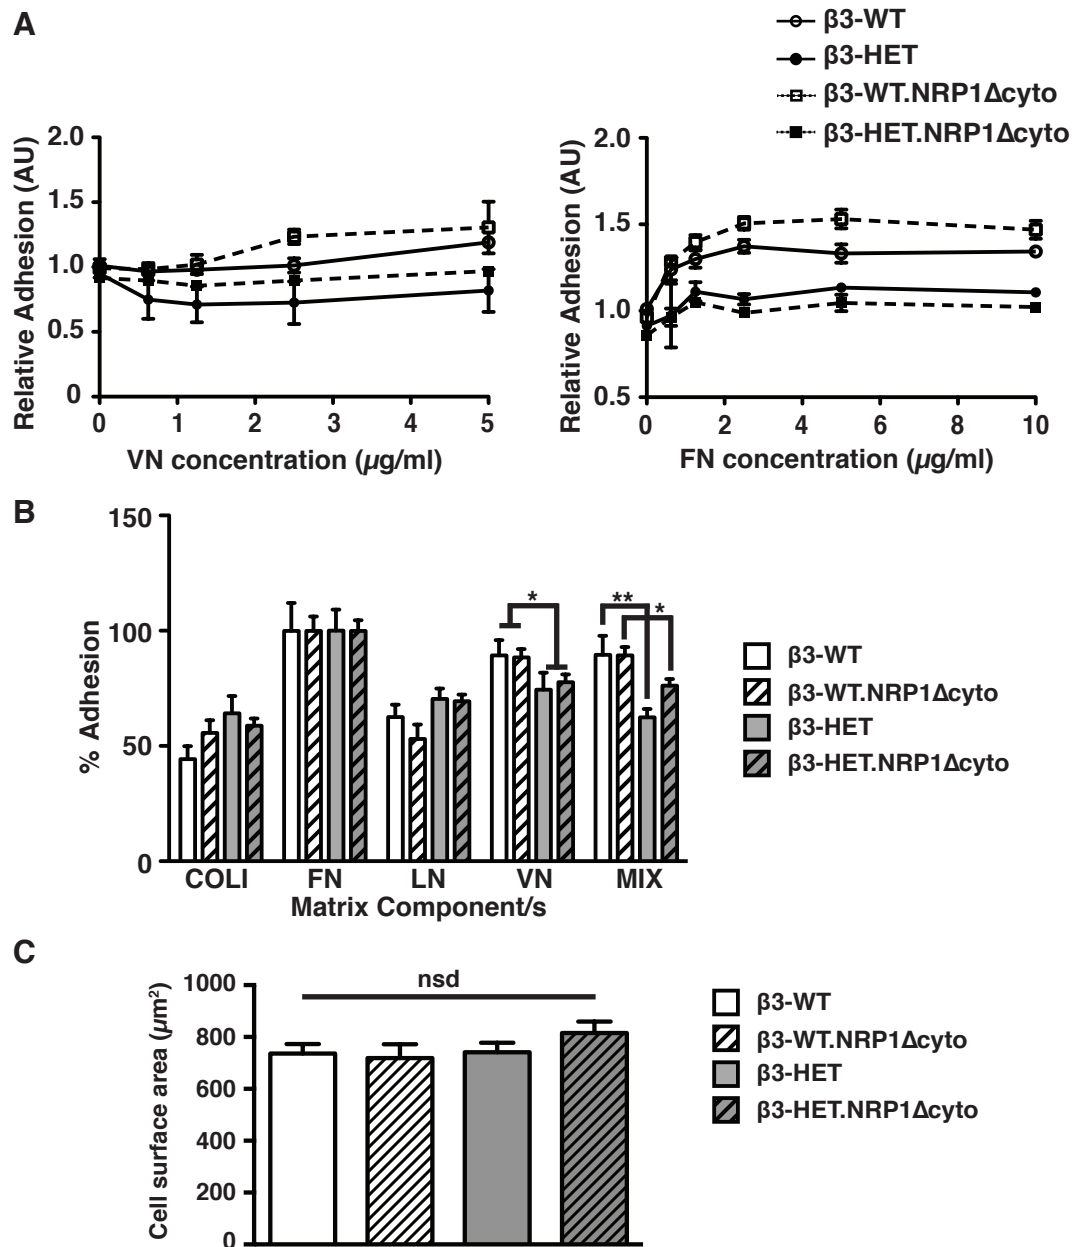 A
β3-WT
β3-HET
β3-WT.NRP1Δcyto
β3-HET.NRP1Δcyto
Relative Adhesion (AU)
2.0
1.5
1.0
0.5
0
0 1 2 3 4 5
VN concentration (µg/ml)
Relative Adhesion (AU)
2.0
1.5
1.0
0.5
0 2 4 6 8 10
FN concentration (µg/ml)
B
% Adhesion
150
100
50
0
* ** *
COLI FN LN VN MIX
Matrix Component/s
β3-WT
β3-WT.NRP1Δcyto
β3-HET
β3-HET.NRP1Δcyto
C
Cell surface area (µm²)
1000
800
600
400
200
0
nsd
β3-WT
β3-WT.NRP1Δcyto
β3-HET
β3-HET.NRP1Δcyto